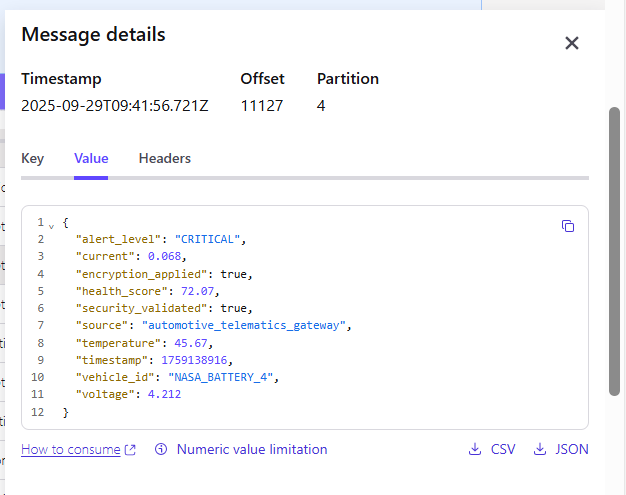 Message details
Timestamp Offset Partition
2025-09-29T09:41:56.721Z 11127 4
Key Value Headers
1 {
2 "alert_level": "CRITICAL",
3 "current": 0.068,
4 "encryption_applied": true,
5 "health_score": 72.07,
6 "security_validated": true,
7 "source": "automotive_telematics_gateway",
8 "temperature": 45.67,
9 "timestamp": 1759138916,
10 "vehicle_id": "NASA_BATTERY_4",
11 "voltage": 4.212
12 }
How to consume Numeric value limitation CSV JSON